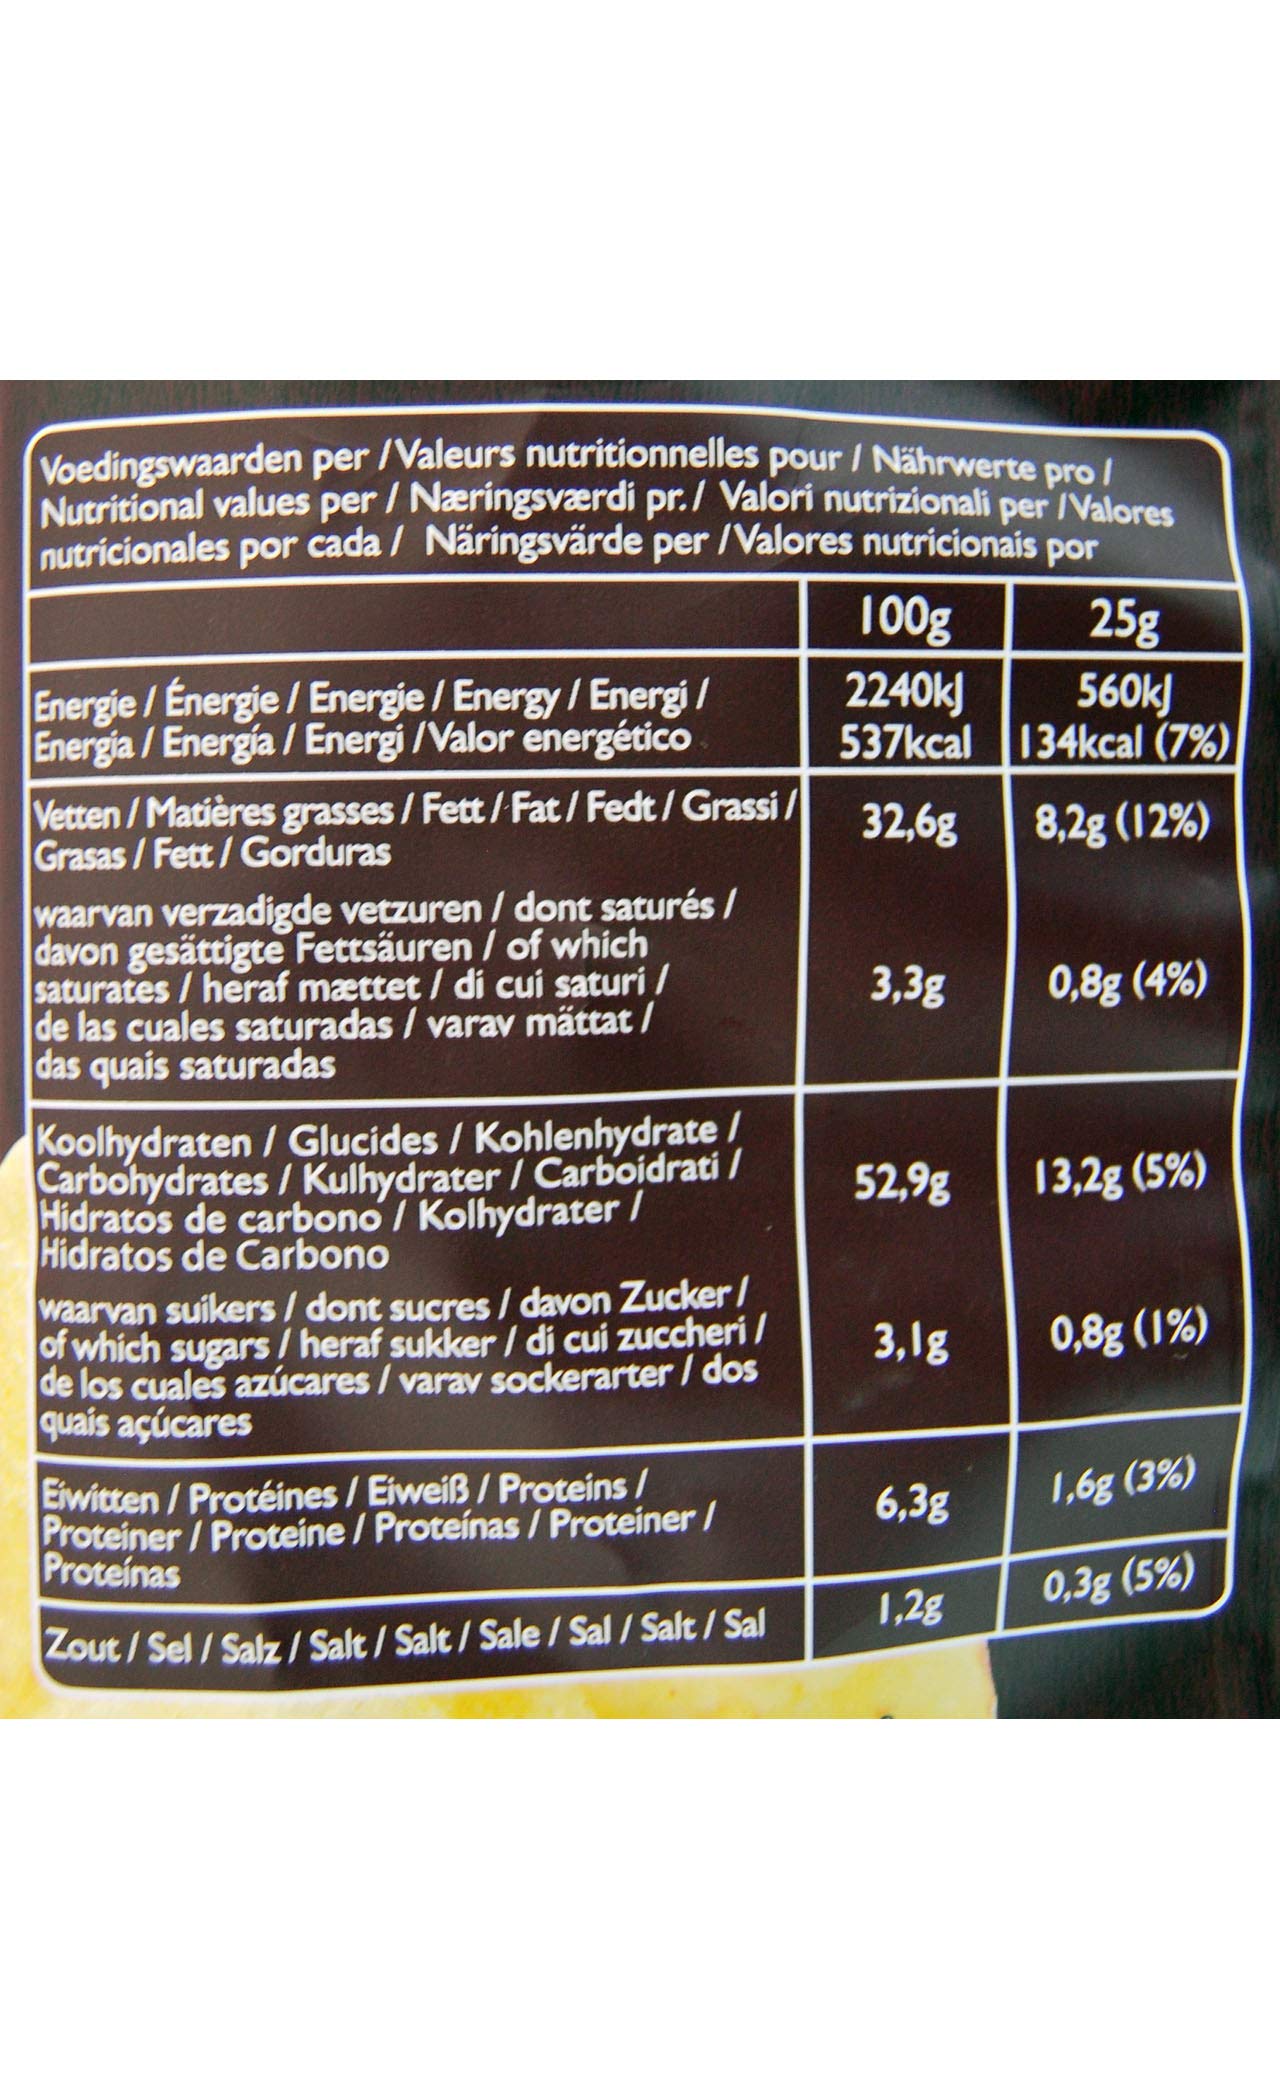 Voedingswaarden per / Valeurs nutritionnelles pour / Nährwerte pro /
Nutritional values per / Næringsværdi pr. / Valori nutrizionali per / Valores
nutricionales por cada / Näringsvärde per / Valores nutricionais por
100g 25g
Energie / Énergie / Energie / Energy / Energi / 2240kJ 560kJ
Energia / Energía / Energi / Valor energético 537kcal 134kcal (7%)
Vetten / Matières grasses / Fett / Fat / Fedt / Grassi / 32,6g 8,2g (12%)
Grasas / Fett / Gorduras
waarvan verzadigde vetzuren / dont saturés /
davon gesättigte Fettsäuren / of which
saturates / heraf mættet / di cui saturi / 3,3g 0,8g (4%)
de las cuales saturadas / varav mättat /
das quais saturadas
Koolhydraten / Glucides / Kohlenhydrate /
Carbohydrates / Kulhydrater / Carboidrati / 52,9g 13,2g (5%)
Hidratos de carbono / Kolhydrater /
Hidratos de Carbono
waarvan suikers / dont sucres / davon Zucker /
of which sugars / heraf sukker / di cui zuccheri / 3,1g 0,8g (1%)
de los cuales azúcares / varav sockerarter / dos
quais açúcares
Eiwitten / Protéines / Eiweiß / Proteins / 6,3g 1,6g (3%)
Proteiner / Proteine / Proteínas / Proteiner /
Proteínas
Zout / Sel / Salz / Salt / Salt / Sale / Sal / Salt / Sal 1,2g 0,3g (5%)